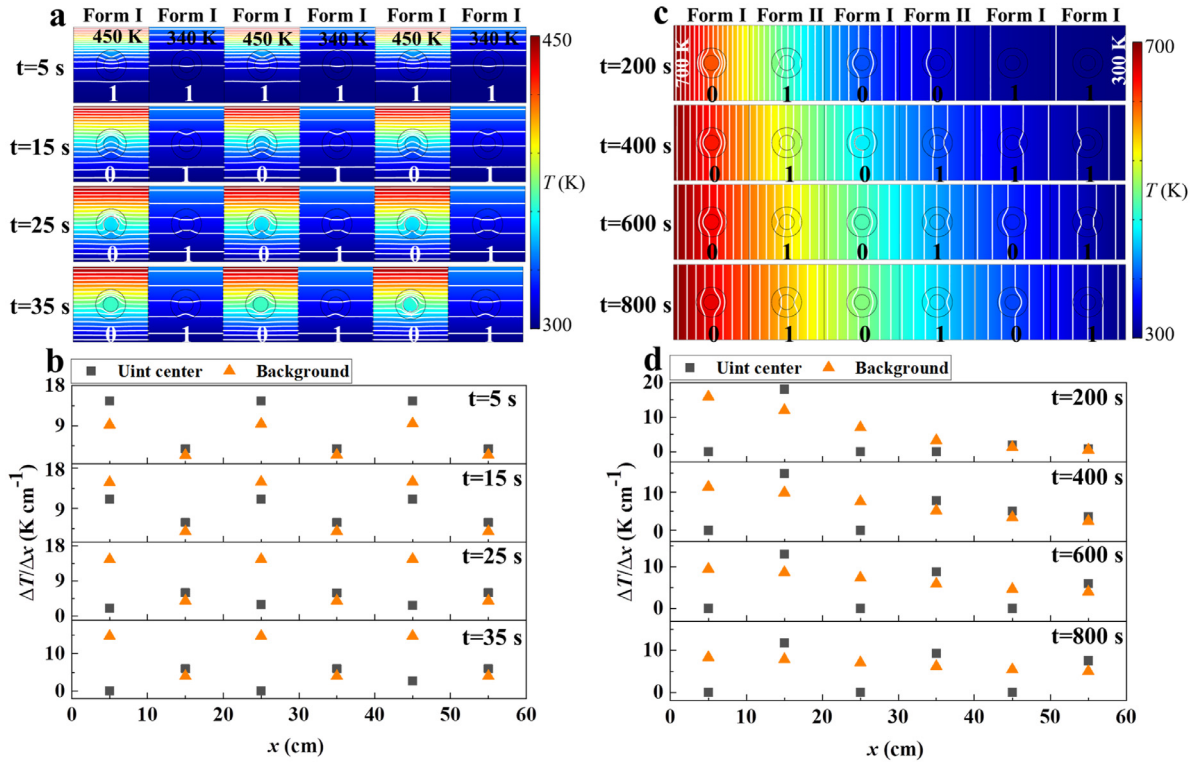 a
Form I Form I Form I Form I Form I Form I
450 K 340 K 450 K 340 K 450 K 340 K
t=5 s
1 1 1 1 1 1
t=15 s
0 1 0 1 0 1
t=25 s
0 1 0 1 0 1
t=35 s
0 1 0 1 0 1
450
T (K)
300
b
Uint center Background
18
9
t=5 s
18
9
t=15 s
18
9
0
t=25 s
10
0
t=35 s
ΔT/Δx (K cm⁻¹)
0 10 20 30 40 50 60
x (cm)
c
Form I Form II Form I Form II Form I Form I
700 K
300 K
t=200 s
0 1 0 0 1 1
t=400 s
0 1 0 1 1 1
t=600 s
0 1 0 1 0 1
t=800 s
0 1 0 1 0 1
700
T (K)
300
d
Uint center Background
20
10
0
t=200 s
10
0
t=400 s
10
0
t=600 s
10
0
t=800 s
ΔT/Δx (K cm⁻¹)
0 10 20 30 40 50 60
x (cm)